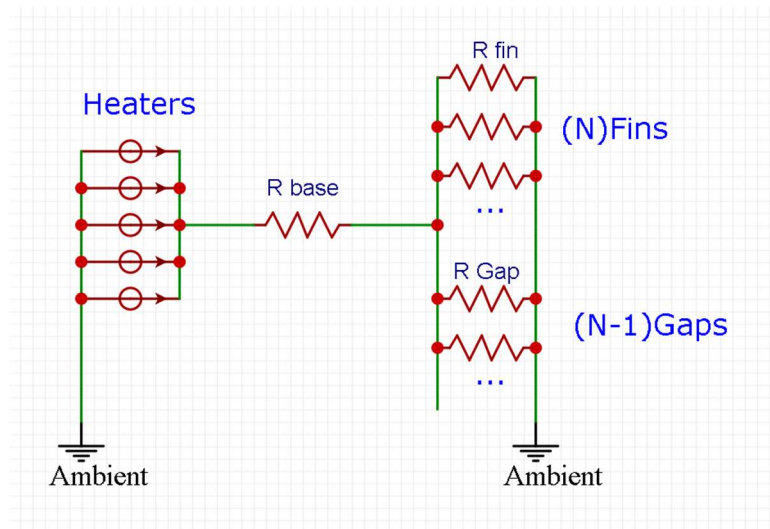 R fin
Heaters
(N)Fins
R base
...
R Gap
(N-1)Gaps
...
Ambient
Ambient